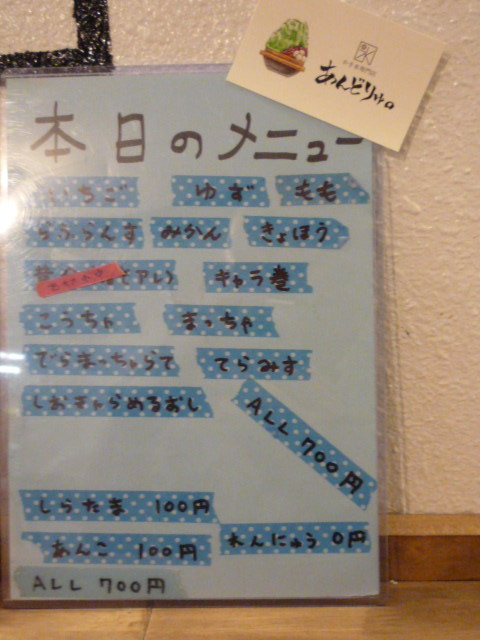 あんどりゅ。
本日のメニュー
いちご ゆず もも
らふらんす みかん きょほう
キャラ巻
こうちゃ まっちゃ
でらまっちゃらて てらみす
しおきゃらめるおし
ALL 700円
しらたま 100円
れんにゅう 0円
あんこ 100円
ALL 700円